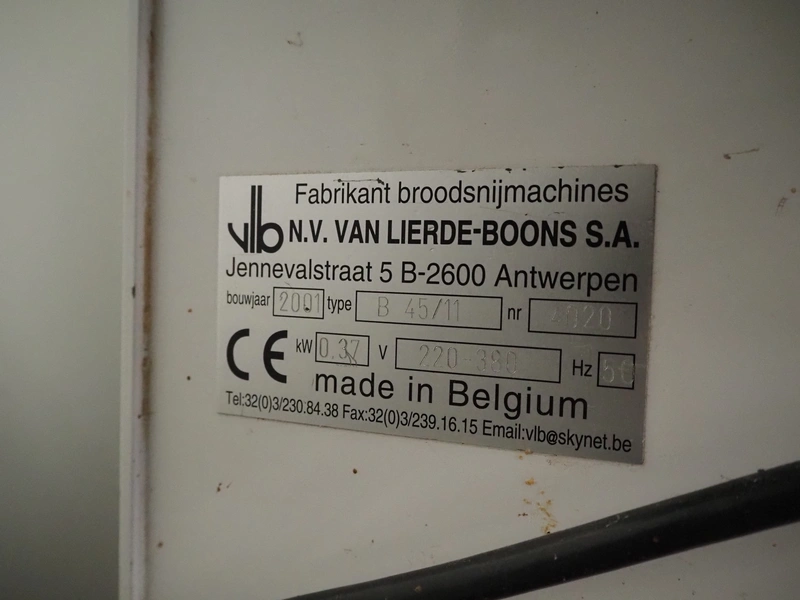 Fabrikant broodsnijmachines
vlb N.V. VAN LIERDE-BOONS S.A.
Jennevalstraat 5 B-2600 Antwerpen
bouwjaar 2001 type B 45/11 nr
kW 0.37 V 220-380 Hz 50
CE
made in Belgium
Tel:32(0)3/230.84.38 Fax:32(0)3/239.16.15 Email:vlb@skynet.be